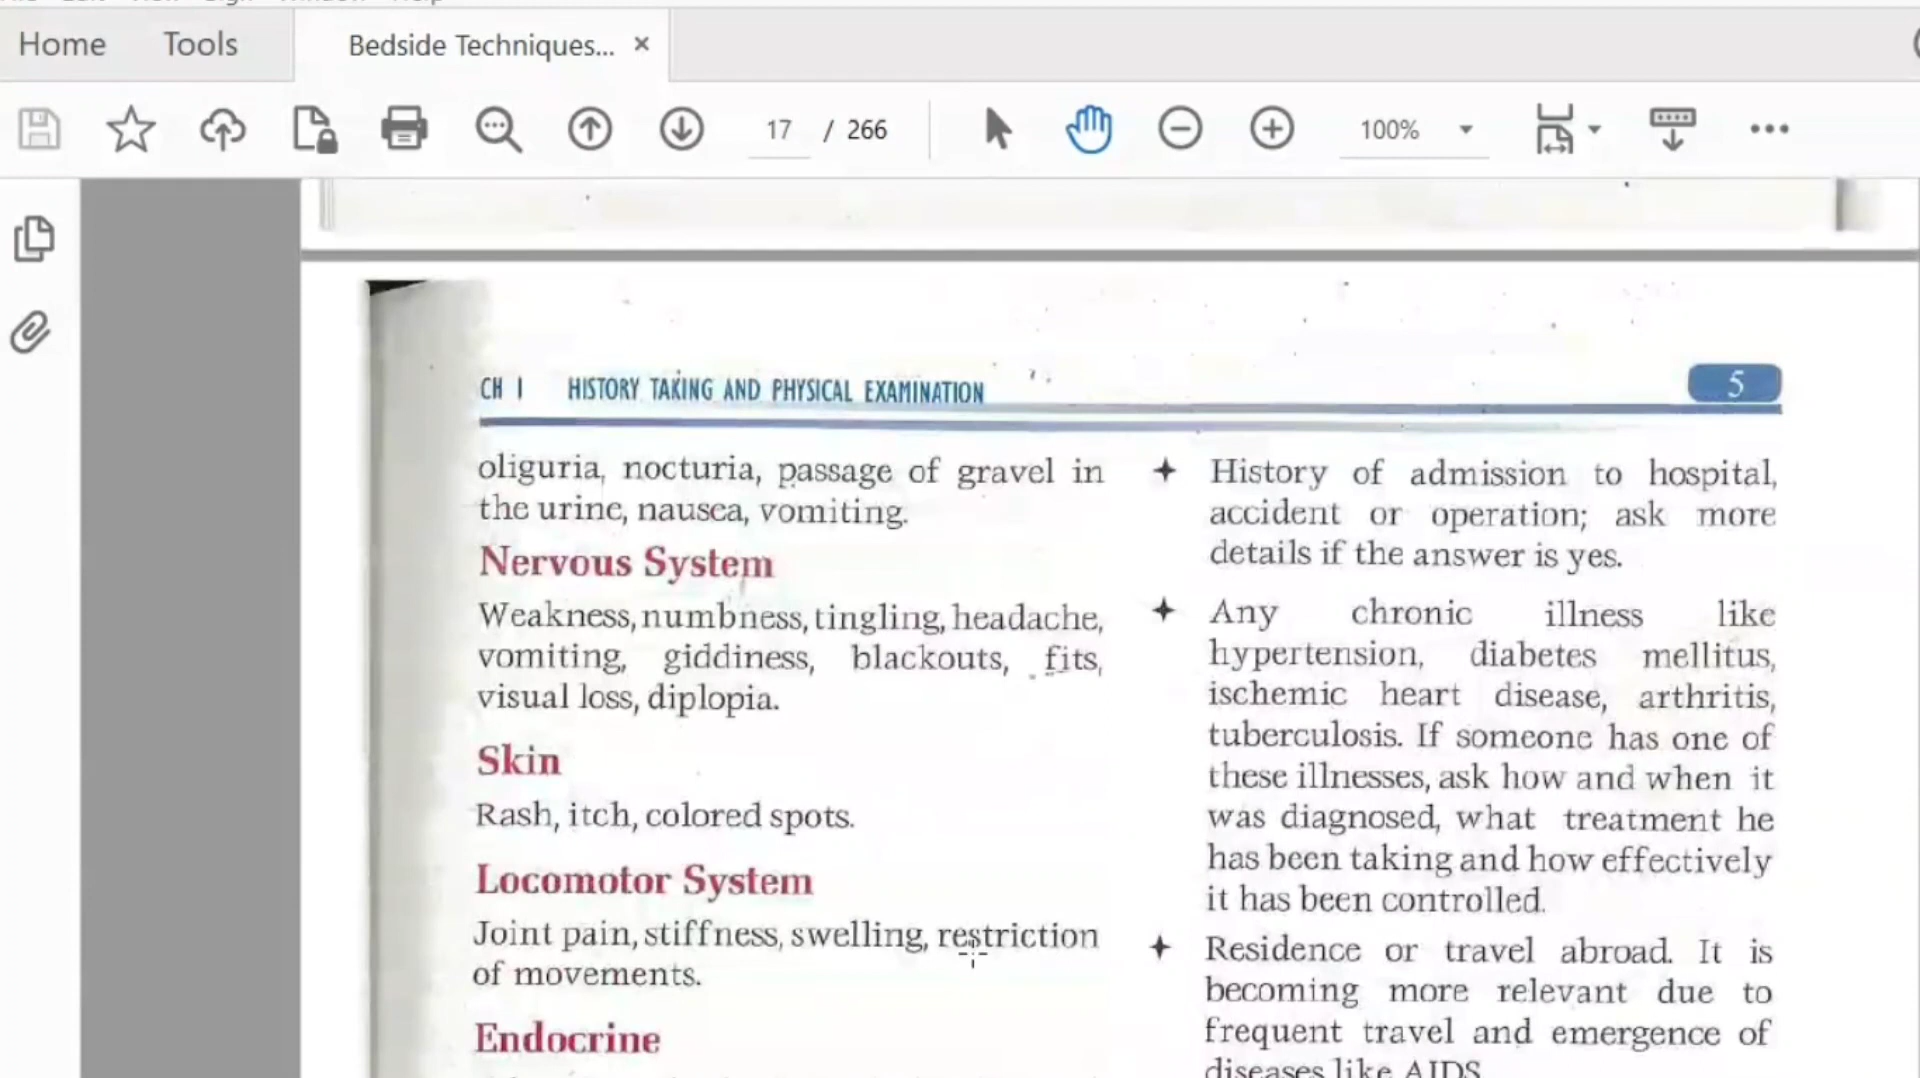 Home Tools Bedside Techniques... ×
17 / 266 100%
CH 1 HISTORY TAKING AND PHYSICAL EXAMINATION 5
oliguria, nocturia, passage of gravel in
the urine, nausea, vomiting.
Nervous System
Weakness, numbness, tingling, headache,
vomiting, giddiness, blackouts, fits,
visual loss, diplopia.
Skin
Rash, itch, colored spots.
Locomotor System
Joint pain, stiffness, swelling, restriction
of movements.
Endocrine
✦ History of admission to hospital,
accident or operation; ask more
details if the answer is yes.
✦ Any chronic illness like
hypertension, diabetes mellitus,
ischemic heart disease, arthritis,
tuberculosis. If someone has one of
these illnesses, ask how and when it
was diagnosed, what treatment he
has been taking and how effectively
it has been controlled.
✦ Residence or travel abroad. It is
becoming more relevant due to
frequent travel and emergence of
diseases like AIDS